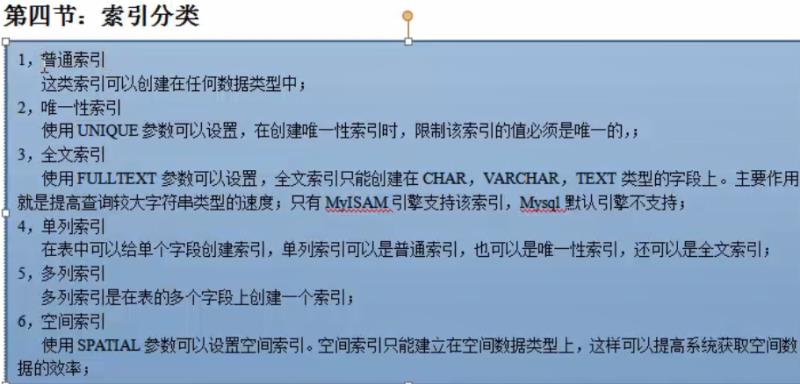 第四节：索引分类
1，普通索引
这类索引可以创建在任何数据类型中；
2，唯一性索引
使用 UNIQUE 参数可以设置，在创建唯一性索引时，限制该索引的值必须是唯一的，；
3，全文索引
使用 FULLTEXT 参数可以设置，全文索引只能创建在 CHAR，VARCHAR，TEXT 类型的字段上。主要作用
就是提高查询较大字符串类型的速度；只有 MyISAM 引擎支持该索引，Mysql 默认引擎不支持；
4，单列索引
在表中可以给单个字段创建索引，单列索引可以是普通索引，也可以是唯一性索引，还可以是全文索引；
5，多列索引
多列索引是在表的多个字段上创建一个索引；
6，空间索引
使用 SPATIAL 参数可以设置空间索引。空间索引只能建立在空间数据类型上，这样可以提高系统获取空间数
据的效率；